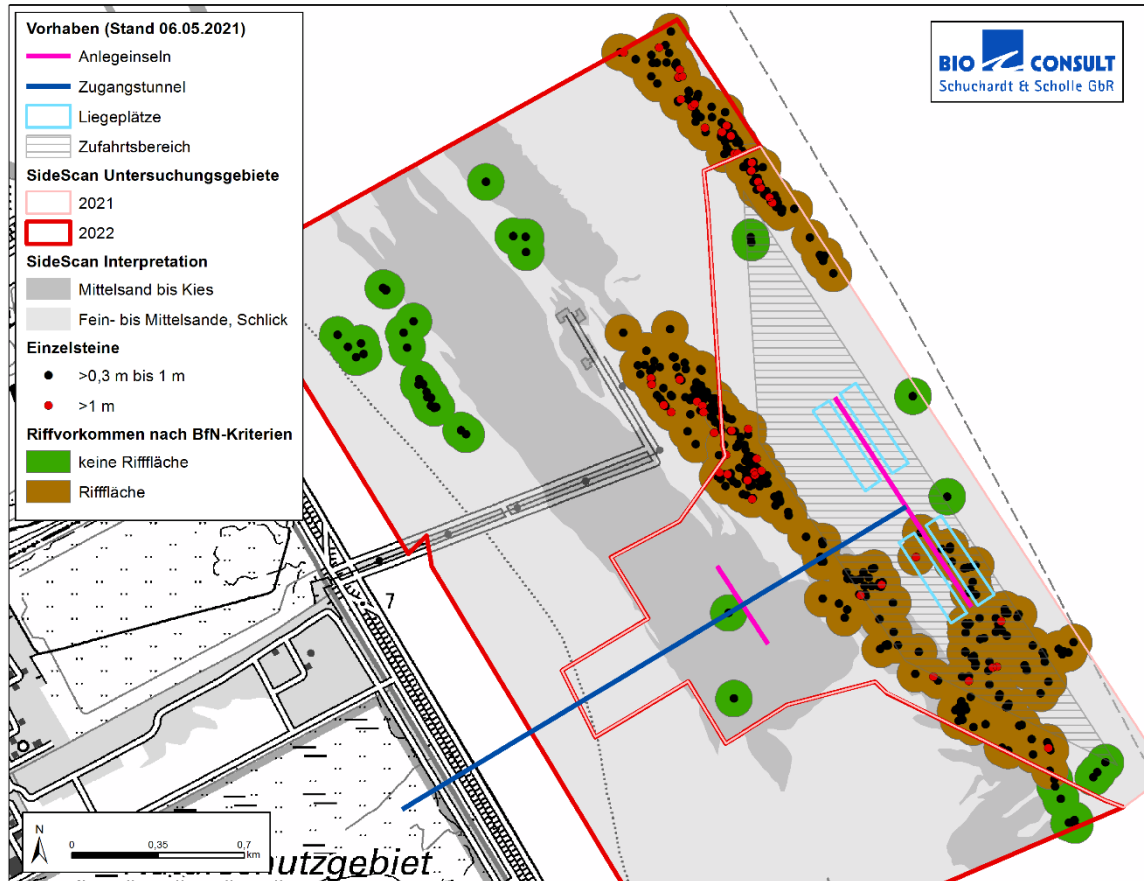 Vorhaben (Stand 06.05.2021)
Anlegeinseln
Zugangstunnel
Liegeplätze
Zufahrtsbereich
SideScan Untersuchungsgebiete
2021
2022
SideScan Interpretation
Mittelsand bis Kies
Fein- bis Mittelsande, Schlick
Einzelsteine
>0,3 m bis 1 m
>1 m
Riffvorkommen nach BfN-Kriterien
keine Rifffläche
Rifffläche
BIO CONSULT
Schuchardt & Scholle GbR
7
N
0 0,35 0,7
km
hutzgebiet